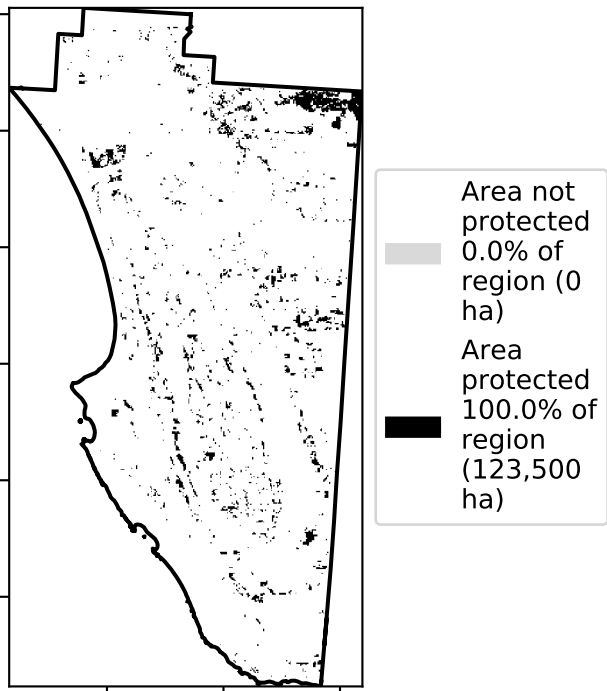 Area not
protected
0.0% of
region (0
ha)
Area
protected
100.0% of
region
(123,500
ha)